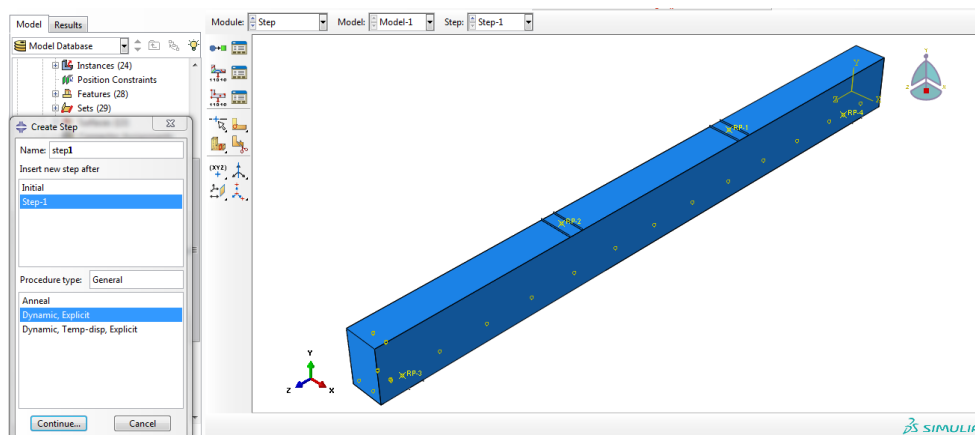 Model Results
Module: Step Model: Model-1 Step: Step-1
Model Database
Instances (24)
Position Constraints
Features (28)
Sets (29)
Create Step
Name: step1
Insert new step after
Initial
Step-1
Procedure type: General
Anneal
Dynamic, Explicit
Dynamic, Temp-disp, Explicit
Continue... Cancel
(XYZ)
RP-1
RP-4
RP-2
RP-3
Y
Z
X
Y
Z
X
SIMULIA